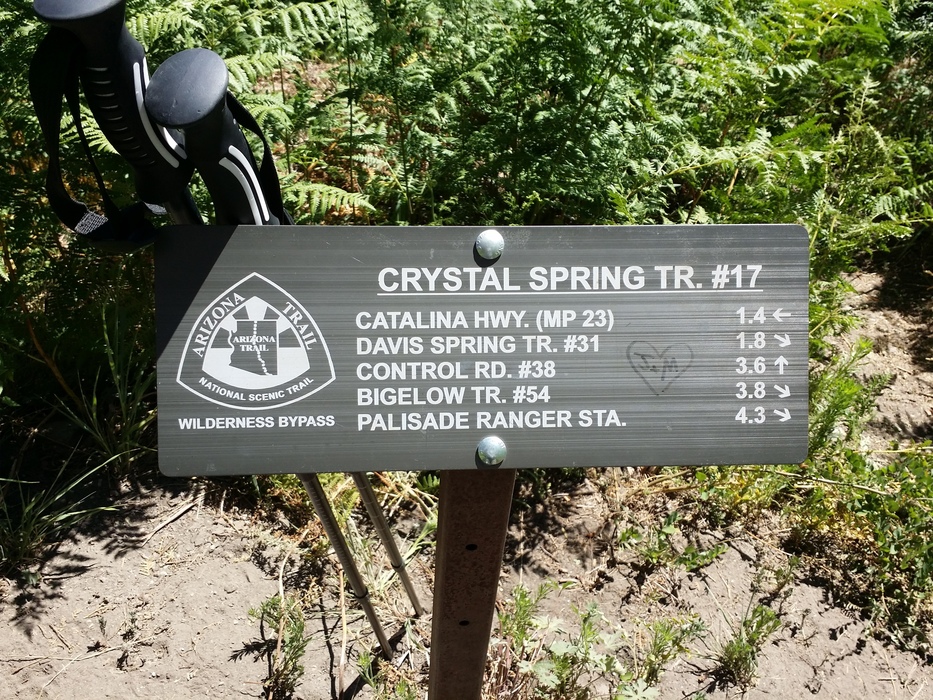 CRYSTAL SPRING TR. #17
CATALINA HWY. (MP 23) 1.4 ←
DAVIS SPRING TR. #31 1.8 ↘
CONTROL RD. #38 3.6 ↑
BIGELOW TR. #54 3.8 ↘
PALISADE RANGER STA. 4.3 ↘
ARIZONA TRAIL
ARIZONA
TRAIL
NATIONAL SCENIC TRAIL
WILDERNESS BYPASS